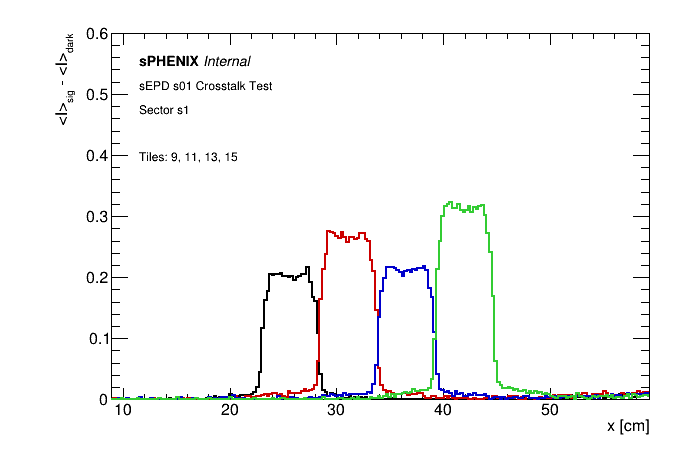 0.6
0.5
0.4
0.3
0.2
0.1
0
<I>sig - <I>dark
sPHENIX Internal
sEPD s01 Crosstalk Test
Sector s1
Tiles: 9, 11, 13, 15
10 20 30 40 50
x [cm]